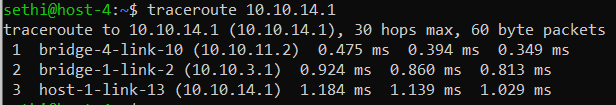 sethi@host-4:~$ traceroute 10.10.14.1
traceroute to 10.10.14.1 (10.10.14.1), 30 hops max, 60 byte packets
 1  bridge-4-link-10 (10.10.11.2)  0.475 ms  0.394 ms  0.349 ms
 2  bridge-1-link-2 (10.10.3.1)  0.924 ms  0.860 ms  0.813 ms
 3  host-1-link-13 (10.10.14.1)  1.184 ms  1.139 ms  1.029 ms